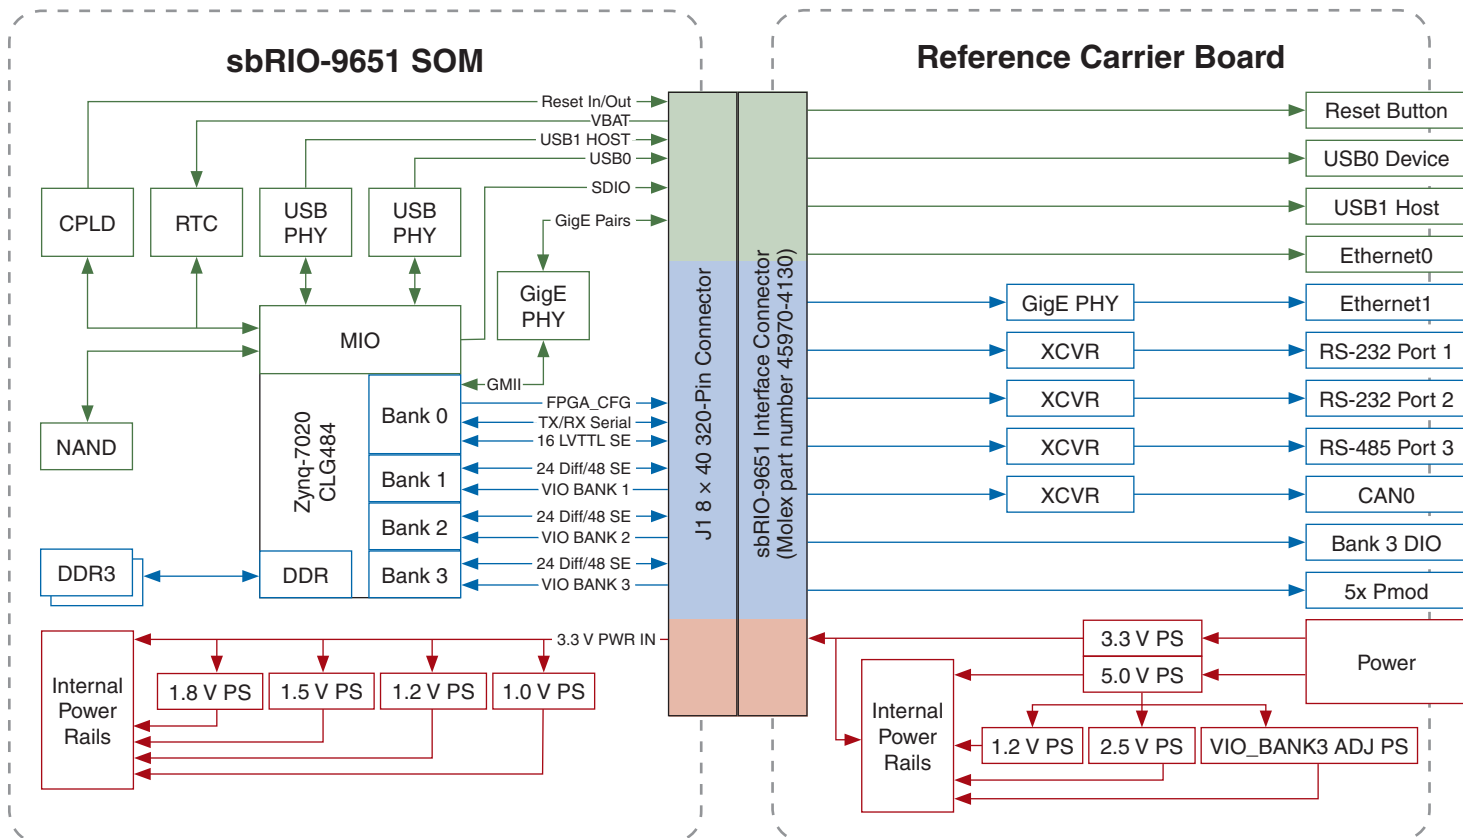 sbRIO-9651 SOM
Reference Carrier Board
Reset In/Out
VBAT
USB1 HOST
USB0
SDIO
GigE Pairs
CPLD
RTC
USB
PHY
USB
PHY
GigE
PHY
MIO
GMII
NAND
Zynq-7020
CLG484
Bank 0
Bank 1
Bank 2
Bank 3
FPGA_CFG
TX/RX Serial
16 LVTTL SE
24 Diff/48 SE
VIO BANK 1
24 Diff/48 SE
VIO BANK 2
24 Diff/48 SE
VIO BANK 3
DDR3
DDR
3.3 V PWR IN
Internal
Power
Rails
1.8 V PS
1.5 V PS
1.2 V PS
1.0 V PS
J1 8 × 40 320-Pin Connector
sbRIO-9651 Interface Connector
(Molex part number 45970-4130)
Reset Button
USB0 Device
USB1 Host
Ethernet0
GigE PHY
Ethernet1
XCVR
RS-232 Port 1
XCVR
RS-232 Port 2
XCVR
RS-485 Port 3
XCVR
CAN0
Bank 3 DIO
5x Pmod
3.3 V PS
5.0 V PS
Power
Internal
Power
Rails
1.2 V PS
2.5 V PS
VIO_BANK3 ADJ PS